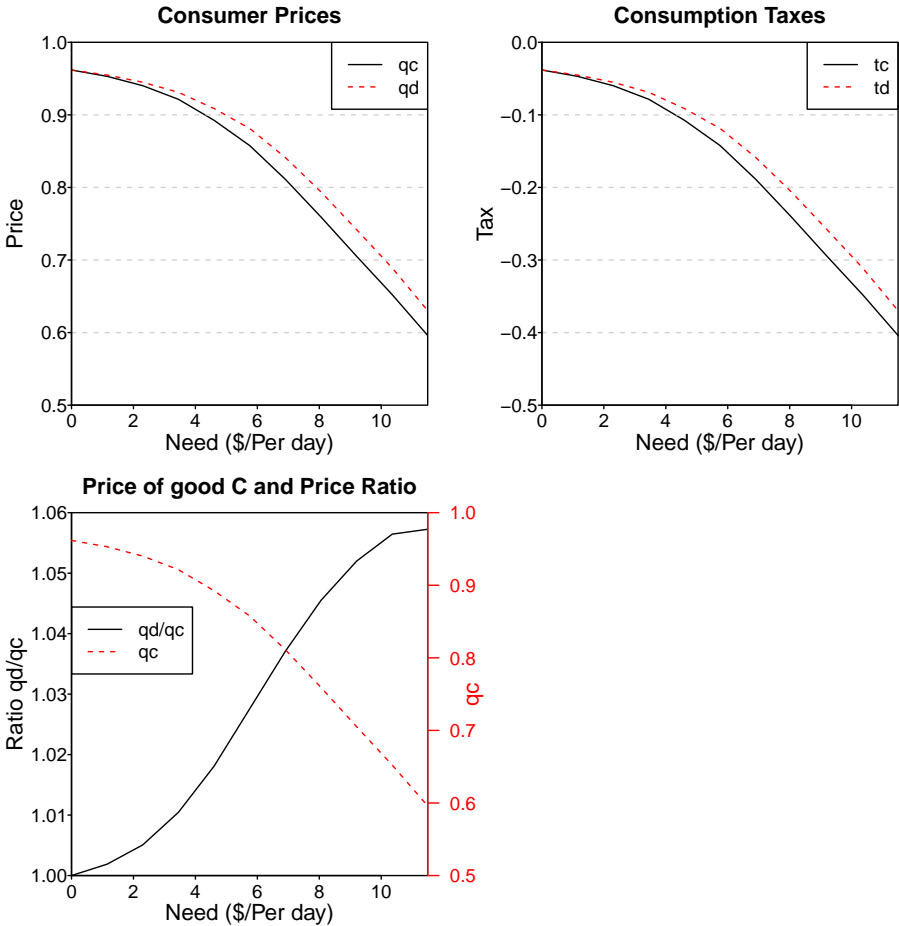 Consumer Prices
1.0
0.9
0.8
0.7
0.6
0.5
Price
qc
qd
0 2 4 6 8 10
Need ($/Per day)
Consumption Taxes
0.0
−0.1
−0.2
−0.3
−0.4
−0.5
Tax
tc
td
0 2 4 6 8 10
Need ($/Per day)
Price of good C and Price Ratio
1.06
1.05
1.04
1.03
1.02
1.01
1.00
Ratio qd/qc
qd/qc
qc
1.0
0.9
0.8
0.7
0.6
0.5
qc
0 2 4 6 8 10
Need ($/Per day)